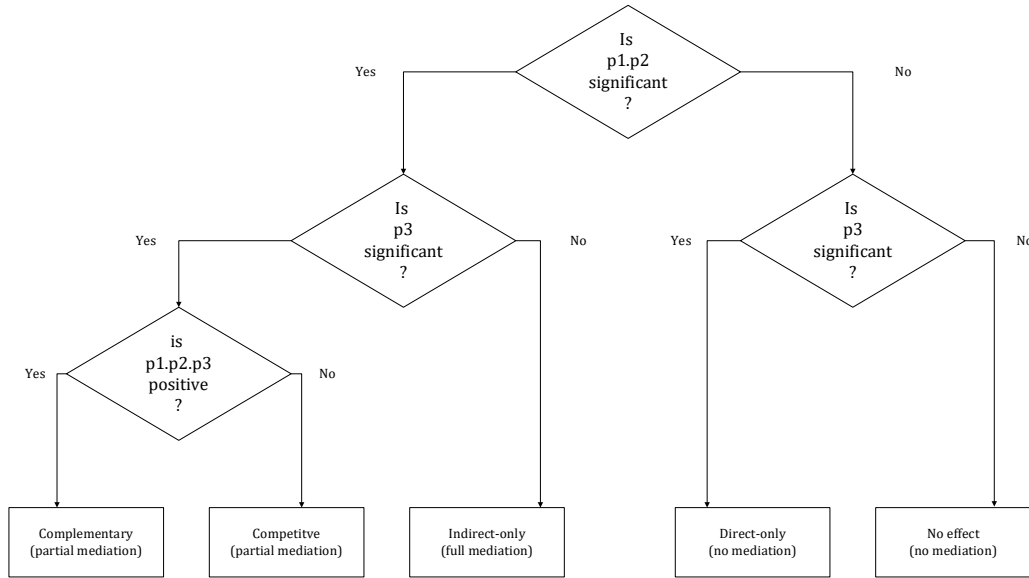 Is
p1.p2
significant
?
Yes
No
Is
p3
significant
?
Yes
No
Is
p3
significant
?
Yes
No
is
p1.p2.p3
positive
?
Yes
No
Complementary
(partial mediation)
Competitve
(partial mediation)
Indirect-only
(full mediation)
Direct-only
(no mediation)
No effect
(no mediation)